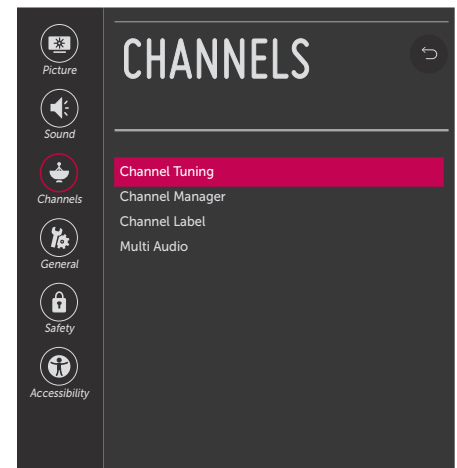 Picture
Sound
Channels
General
Safety
Accessibility
CHANNELS
Channel Tuning
Channel Manager
Channel Label
Multi Audio